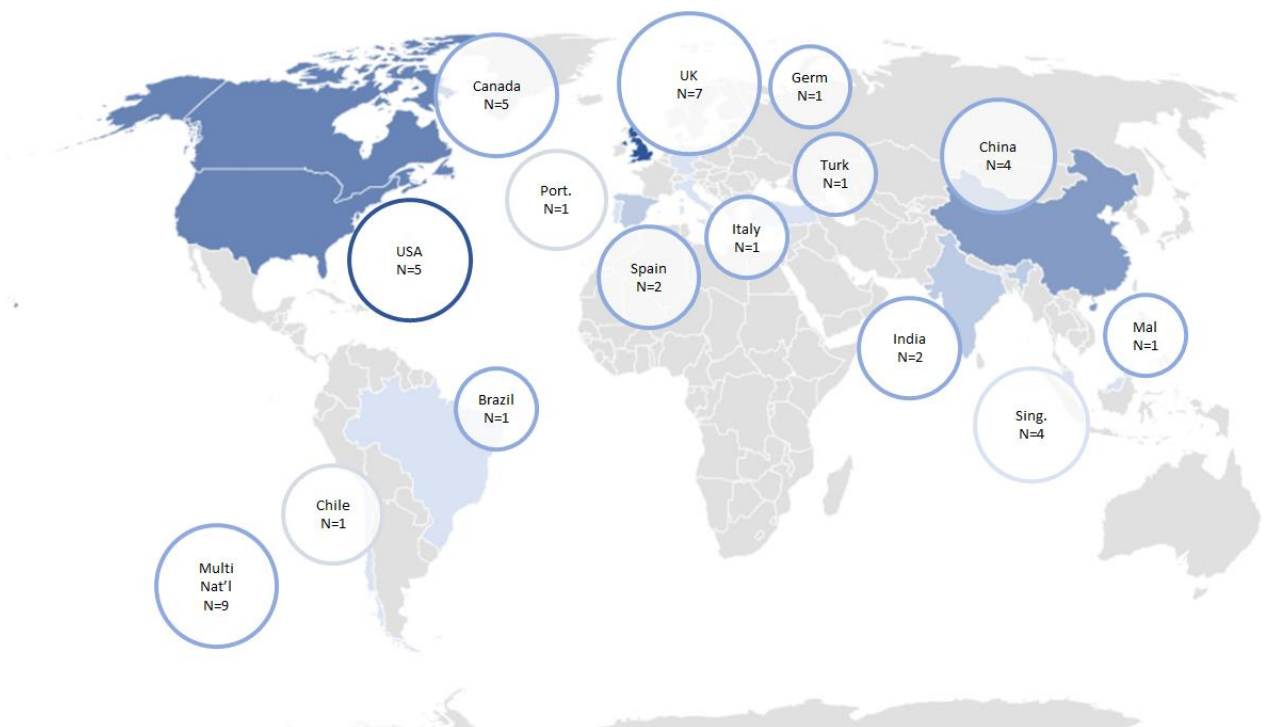 Canada
N=5
UK
N=7
Germ
N=1
China
N=4
Turk
N=1
Port.
N=1
Italy
N=1
USA
N=5
Spain
N=2
India
N=2
Mal
N=1
Brazil
N=1
Sing.
N=4
Chile
N=1
Multi
Nat'l
N=9